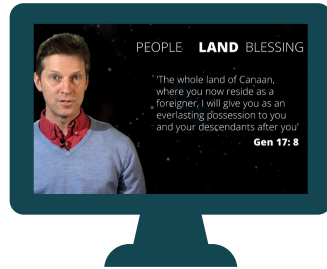 PEOPLE LAND BLESSING
'The whole land of Canaan,
where you now reside as a
foreigner, I will give you as an
everlasting possession to you
and your descendants after you'
Gen 17: 8